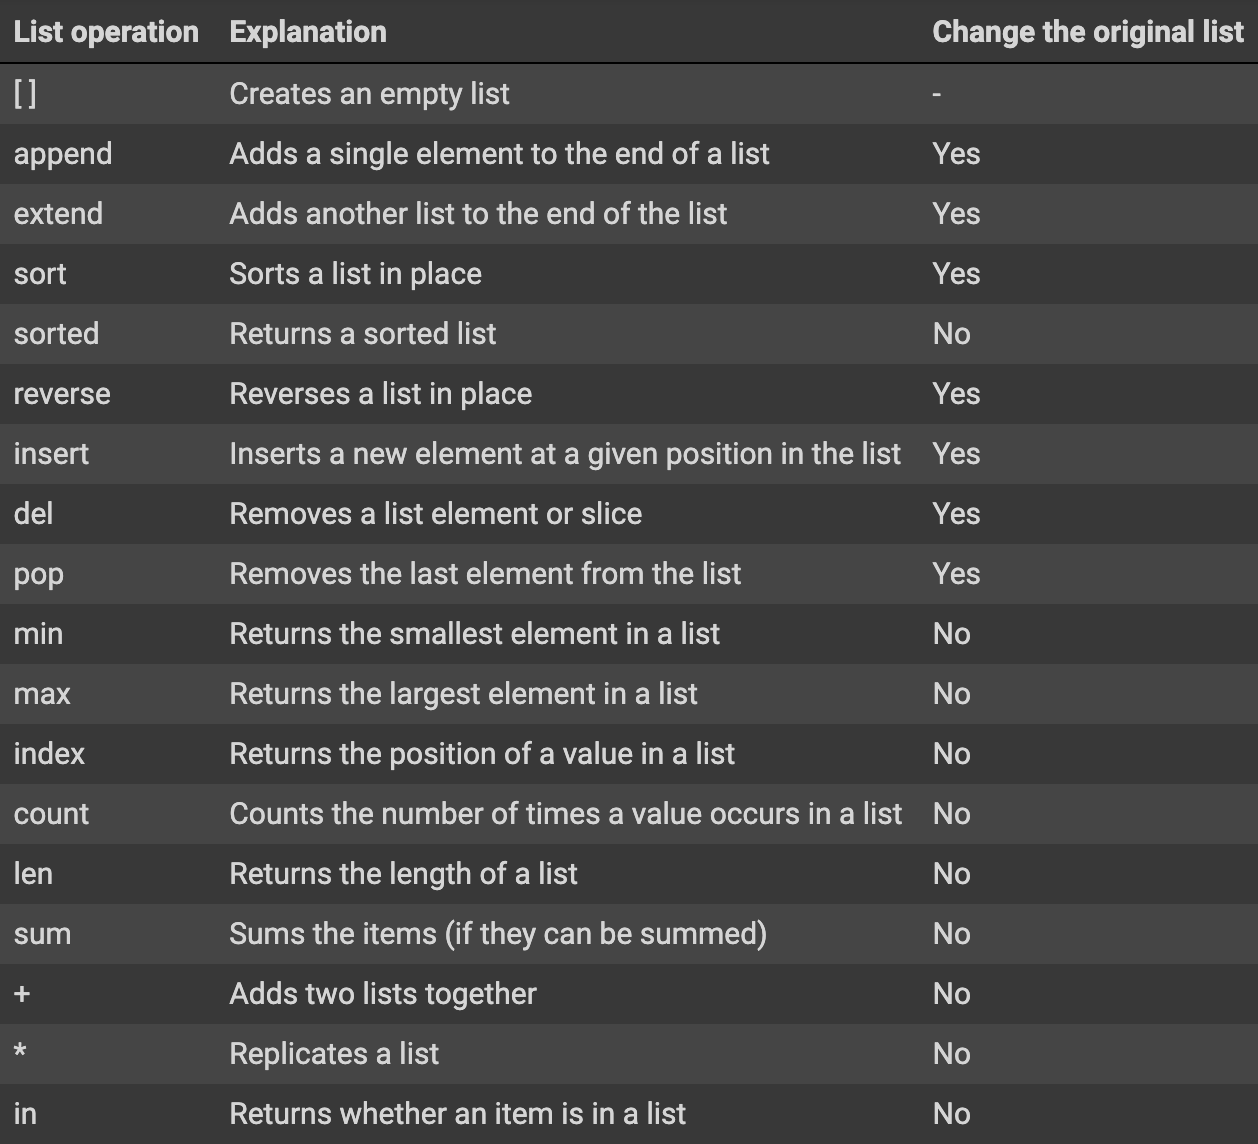 List operation Explanation Change the original list
[ ] Creates an empty list -
append Adds a single element to the end of a list Yes
extend Adds another list to the end of the list Yes
sort Sorts a list in place Yes
sorted Returns a sorted list No
reverse Reverses a list in place Yes
insert Inserts a new element at a given position in the list Yes
del Removes a list element or slice Yes
pop Removes the last element from the list Yes
min Returns the smallest element in a list No
max Returns the largest element in a list No
index Returns the position of a value in a list No
count Counts the number of times a value occurs in a list No
len Returns the length of a list No
sum Sums the items (if they can be summed) No
+ Adds two lists together No
* Replicates a list No
in Returns whether an item is in a list No